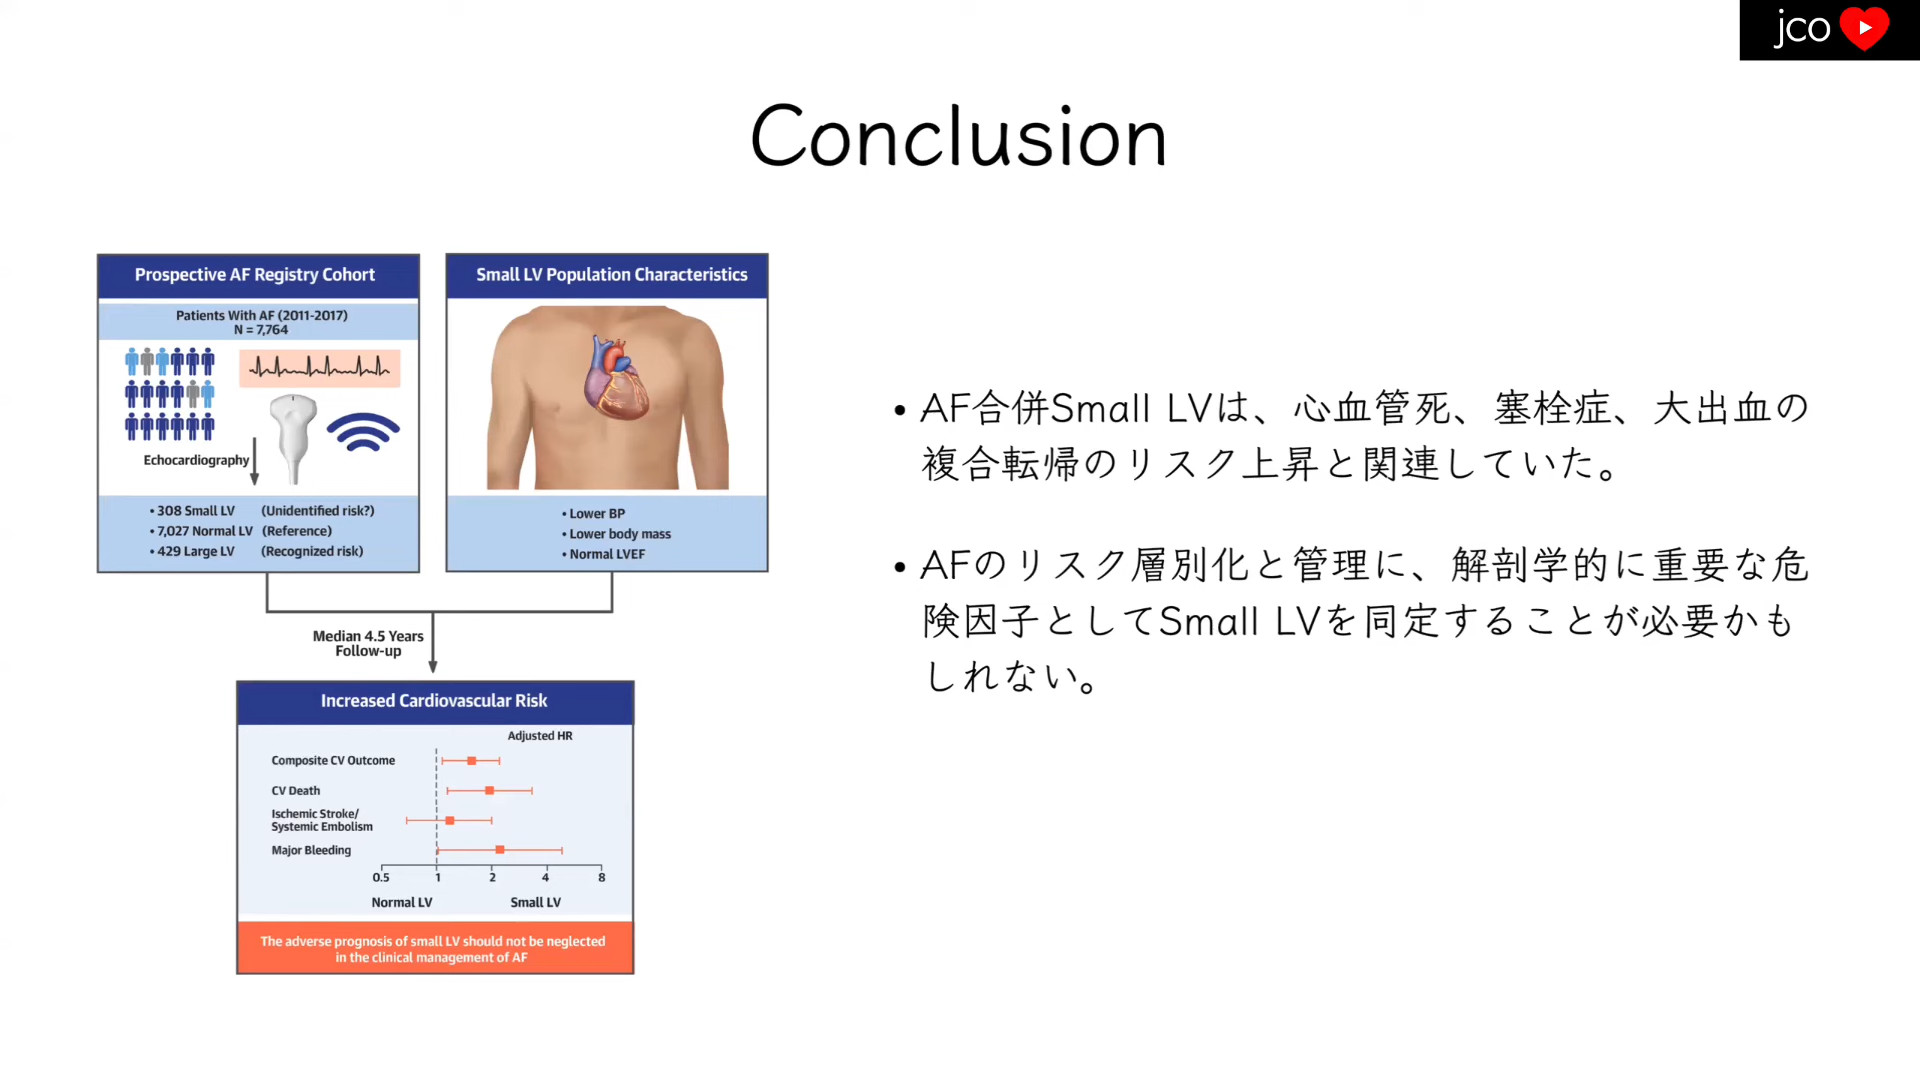 jco
Conclusion
Prospective AF Registry Cohort
Patients With AF (2011-2017)
N = 7,764
Echocardiography
• 308 Small LV (Unidentified risk?)
• 7,027 Normal LV (Reference)
• 429 Large LV (Recognized risk)
Small LV Population Characteristics
• Lower BP
• Lower body mass
• Normal LVEF
Median 4.5 Years
Follow-up
Increased Cardiovascular Risk
Adjusted HR
Composite CV Outcome
CV Death
Ischemic Stroke/
Systemic Embolism
Major Bleeding
0.5 1 2 4 8
Normal LV Small LV
The adverse prognosis of small LV should not be neglected
in the clinical management of AF
• AF合併Small LVは、心血管死、塞栓症、大出血の
複合転帰のリスク上昇と関連していた。
• AFのリスク層別化と管理に、解剖学的に重要な危
険因子としてSmall LVを同定することが必要かも
しれない。